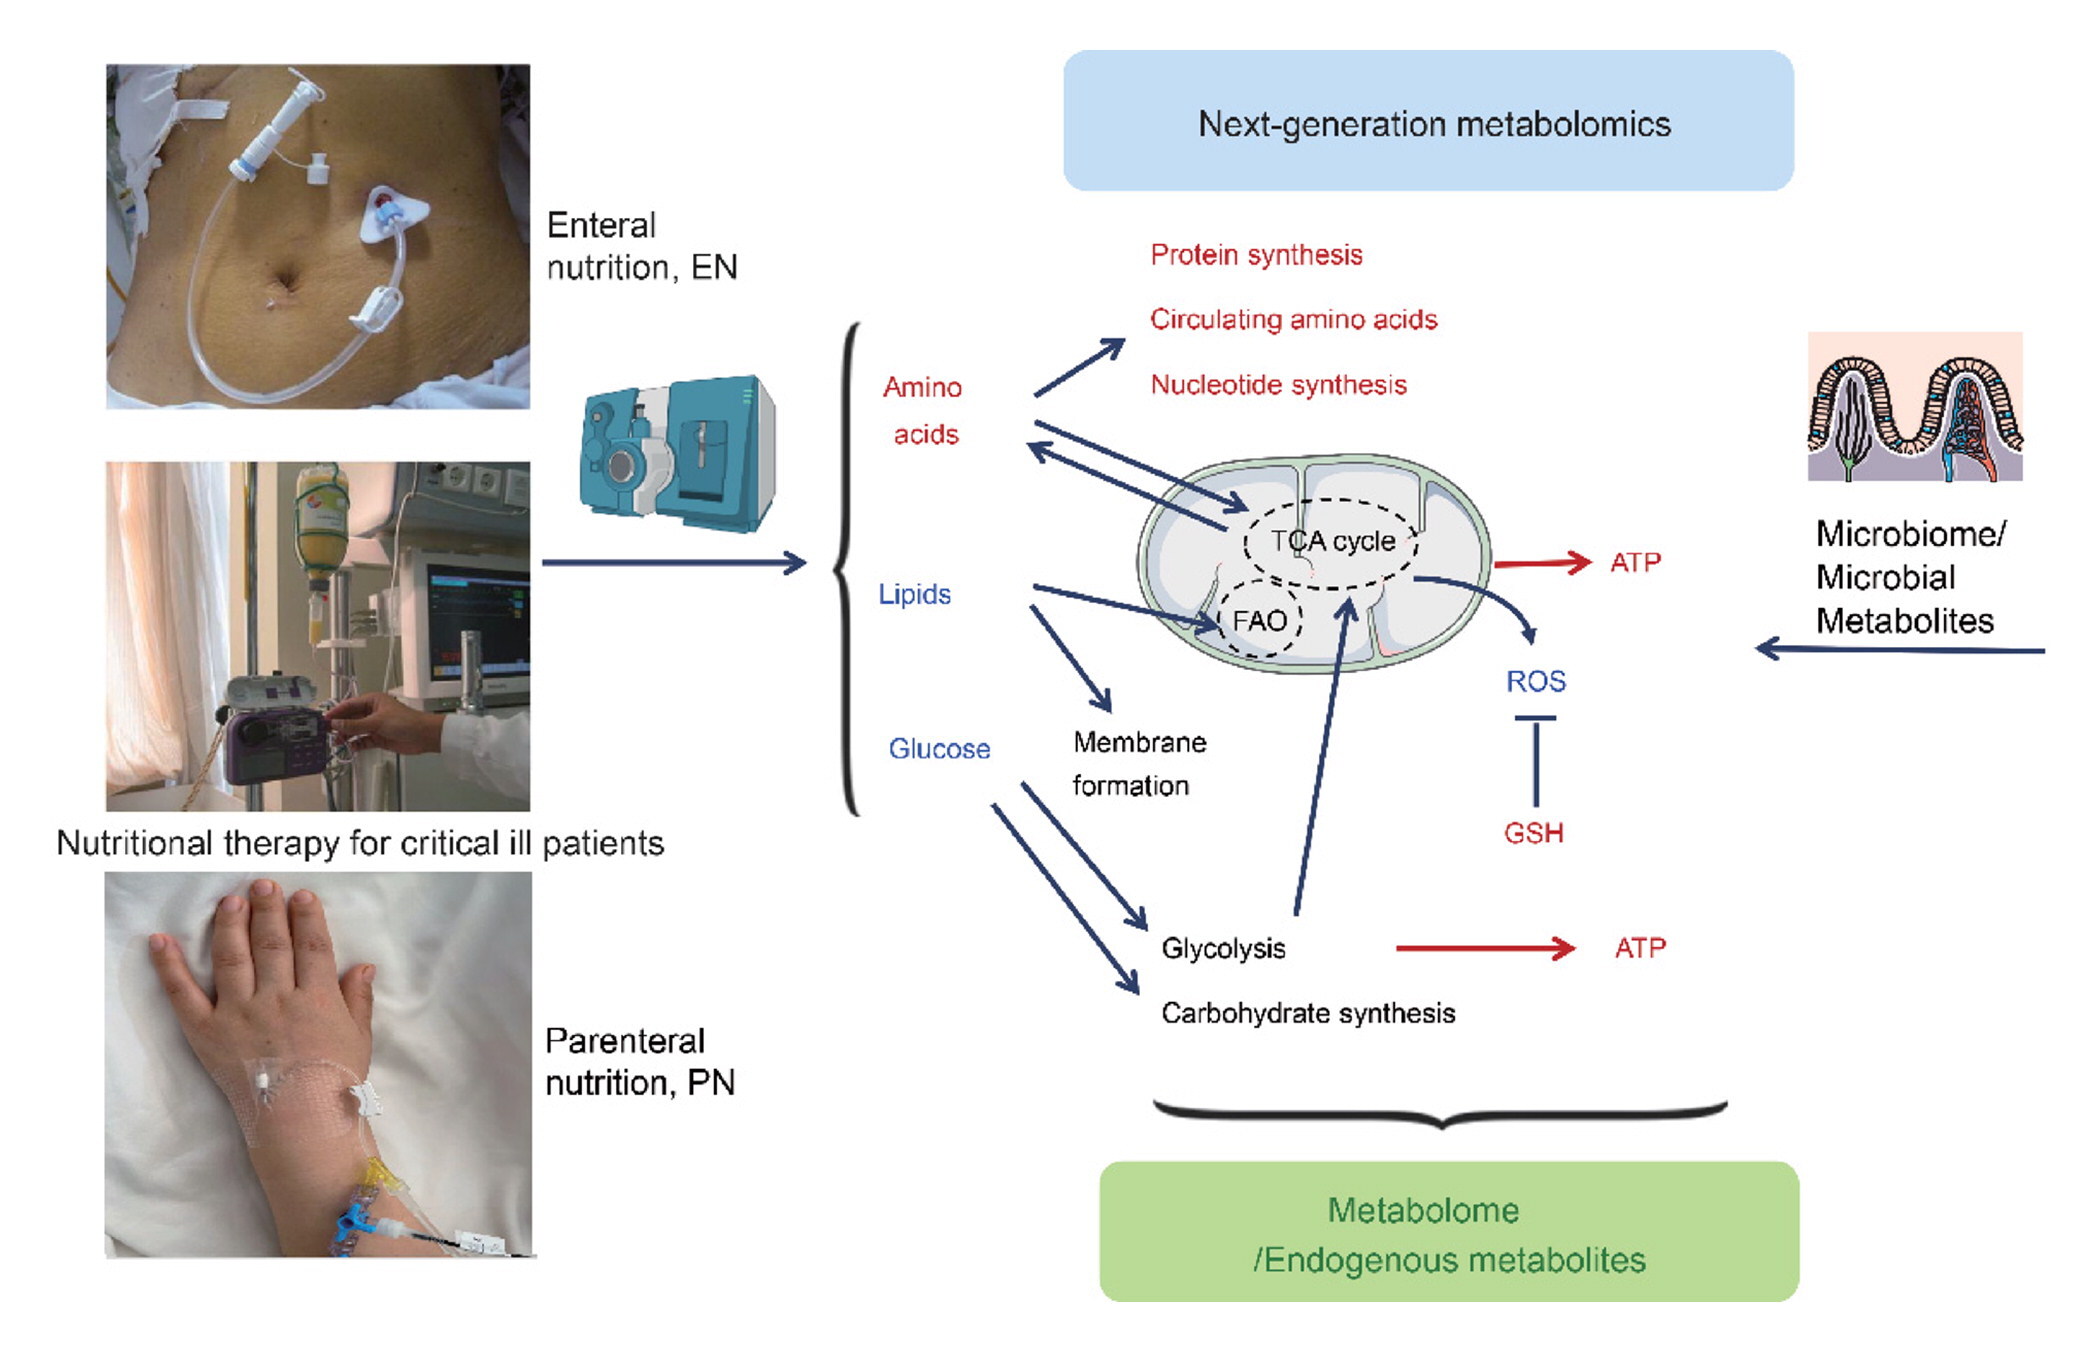 Next-generation metabolomics
Enteral
nutrition, EN
Protein synthesis
Circulating amino acids
Nucleotide synthesis
Amino
acids
TCA cycle
FAO
ATP
Lipids
Microbiome/
Microbial
Metabolites
ROS
Glucose
Membrane
formation
GSH
Nutritional therapy for critical ill patients
Glycolysis
ATP
Carbohydrate synthesis
Parenteral
nutrition, PN
Metabolome
/Endogenous metabolites